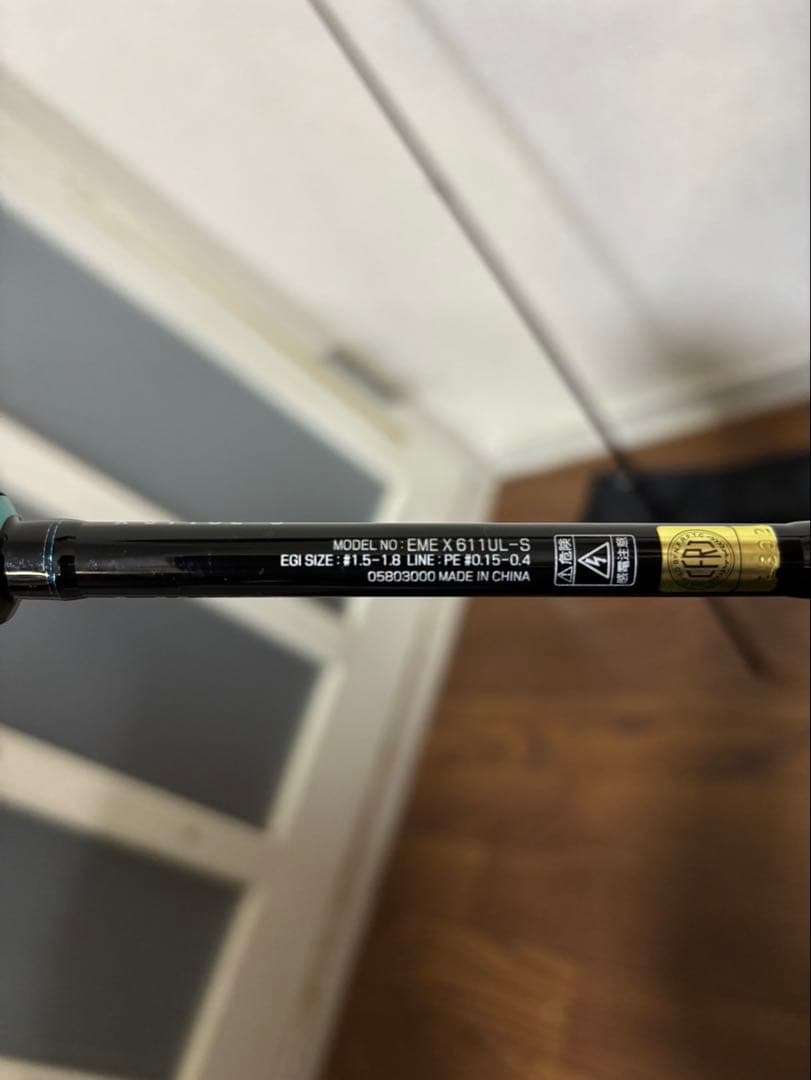 MODEL NO : EME X 611UL-S
EGI SIZE : #1.5-1.8 LINE : PE #0.15-0.4
05803000 MADE IN CHINA
危険
感電注意